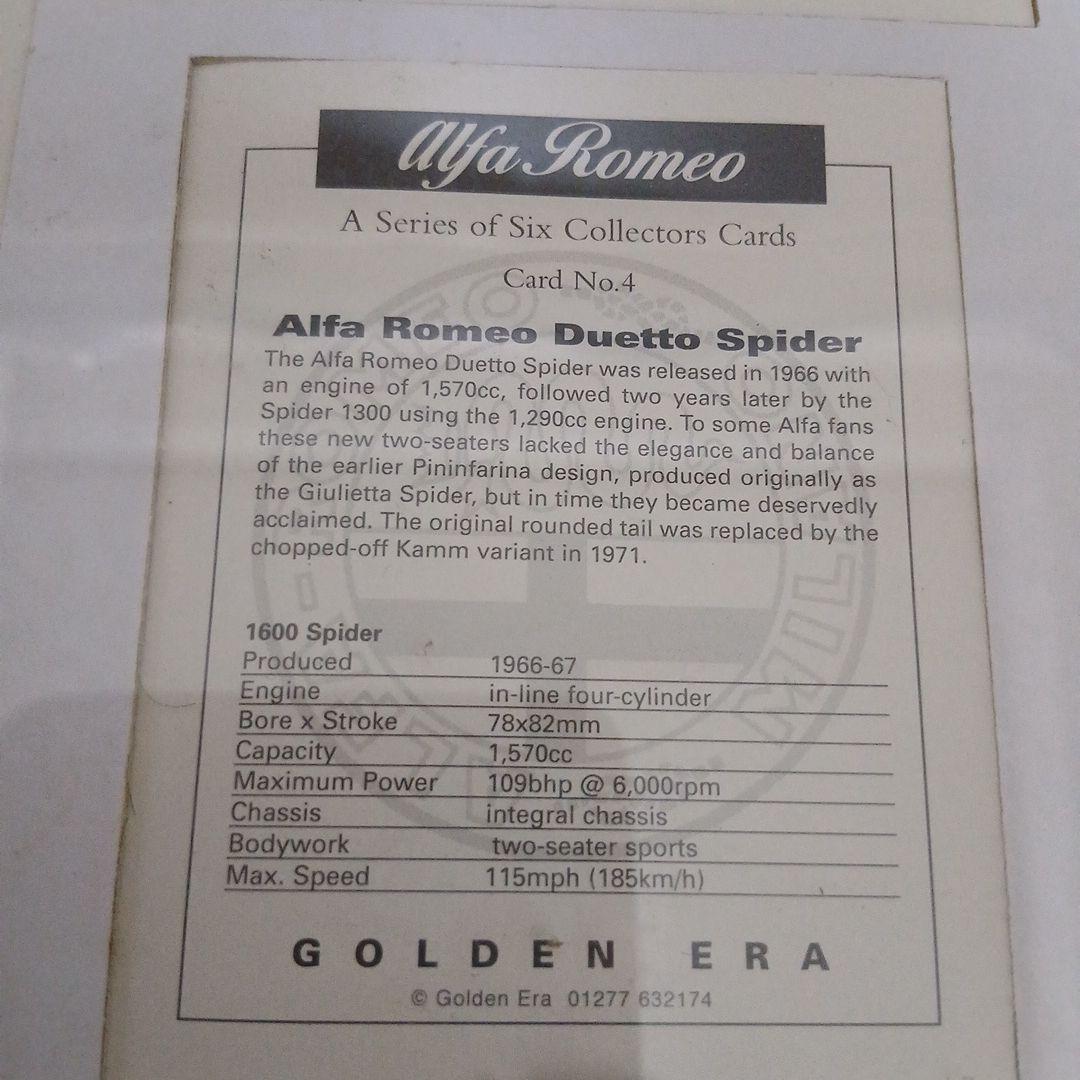 Alfa Romeo
A Series of Six Collectors Cards
Card No.4
Alfa Romeo Duetto Spider
The Alfa Romeo Duetto Spider was released in 1966 with
an engine of 1,570cc, followed two years later by the
Spider 1300 using the 1,290cc engine. To some Alfa fans
these new two-seaters lacked the elegance and balance
of the earlier Pininfarina design, produced originally as
the Giulietta Spider, but in time they became deservedly
acclaimed. The original rounded tail was replaced by the
chopped-off Kamm variant in 1971.
1600 Spider
Produced 1966-67
Engine in-line four-cylinder
Bore x Stroke 78x82mm
Capacity 1,570cc
Maximum Power 109bhp @ 6,000rpm
Chassis integral chassis
Bodywork two-seater sports
Max. Speed 115mph (185km/h)
GOLDEN ERA
© Golden Era 01277 632174